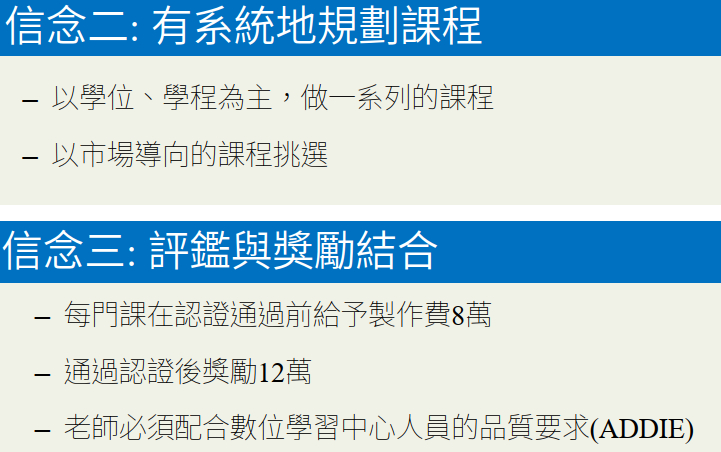 信念二: 有系統地規劃課程
– 以學位、學程為主，做一系列的課程
– 以市場導向的課程挑選
信念三: 評鑑與獎勵結合
– 每門課在認證通過前給予製作費8萬
– 通過認證後獎勵12萬
– 老師必須配合數位學習中心人員的品質要求(ADDIE)